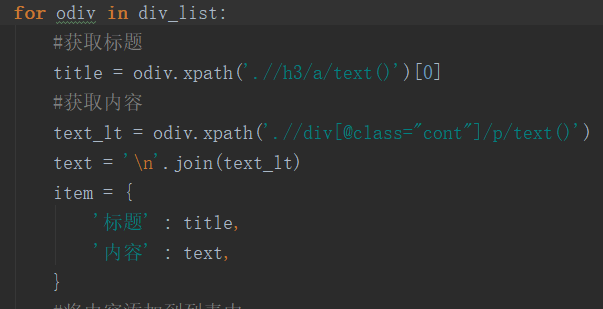 for odiv in div_list:
#获取标题
title = odiv.xpath('.//h3/a/text()')[0]
#获取内容
text_lt = odiv.xpath('.//div[@class="cont"]/p/text()')
text = '\n'.join(text_lt)
item = {
'标题' : title,
'内容' : text,
}